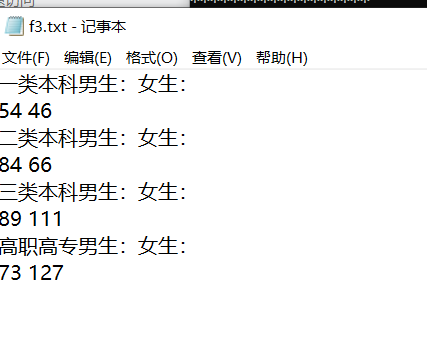 f3.txt - 记事本
文件(F) 编辑(E) 格式(O) 查看(V) 帮助(H)
一类本科男生：女生：
54 46
二类本科男生：女生：
84 66
三类本科男生：女生：
89 111
高职高专男生：女生：
73 127